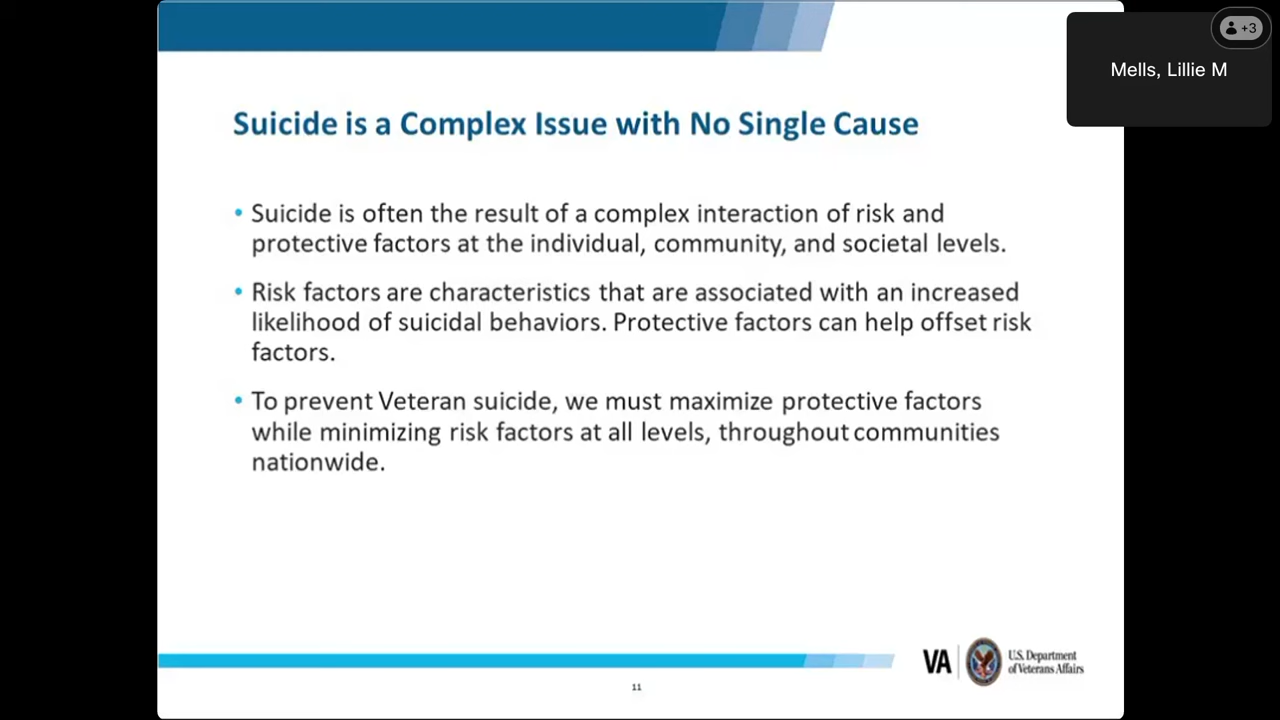 +3
Mells, Lillie M
Suicide is a Complex Issue with No Single Cause
• Suicide is often the result of a complex interaction of risk and
protective factors at the individual, community, and societal levels.
• Risk factors are characteristics that are associated with an increased
likelihood of suicidal behaviors. Protective factors can help offset risk
factors.
• To prevent Veteran suicide, we must maximize protective factors
while minimizing risk factors at all levels, throughout communities
nationwide.
VA
U.S. Department
of Veterans Affairs
11